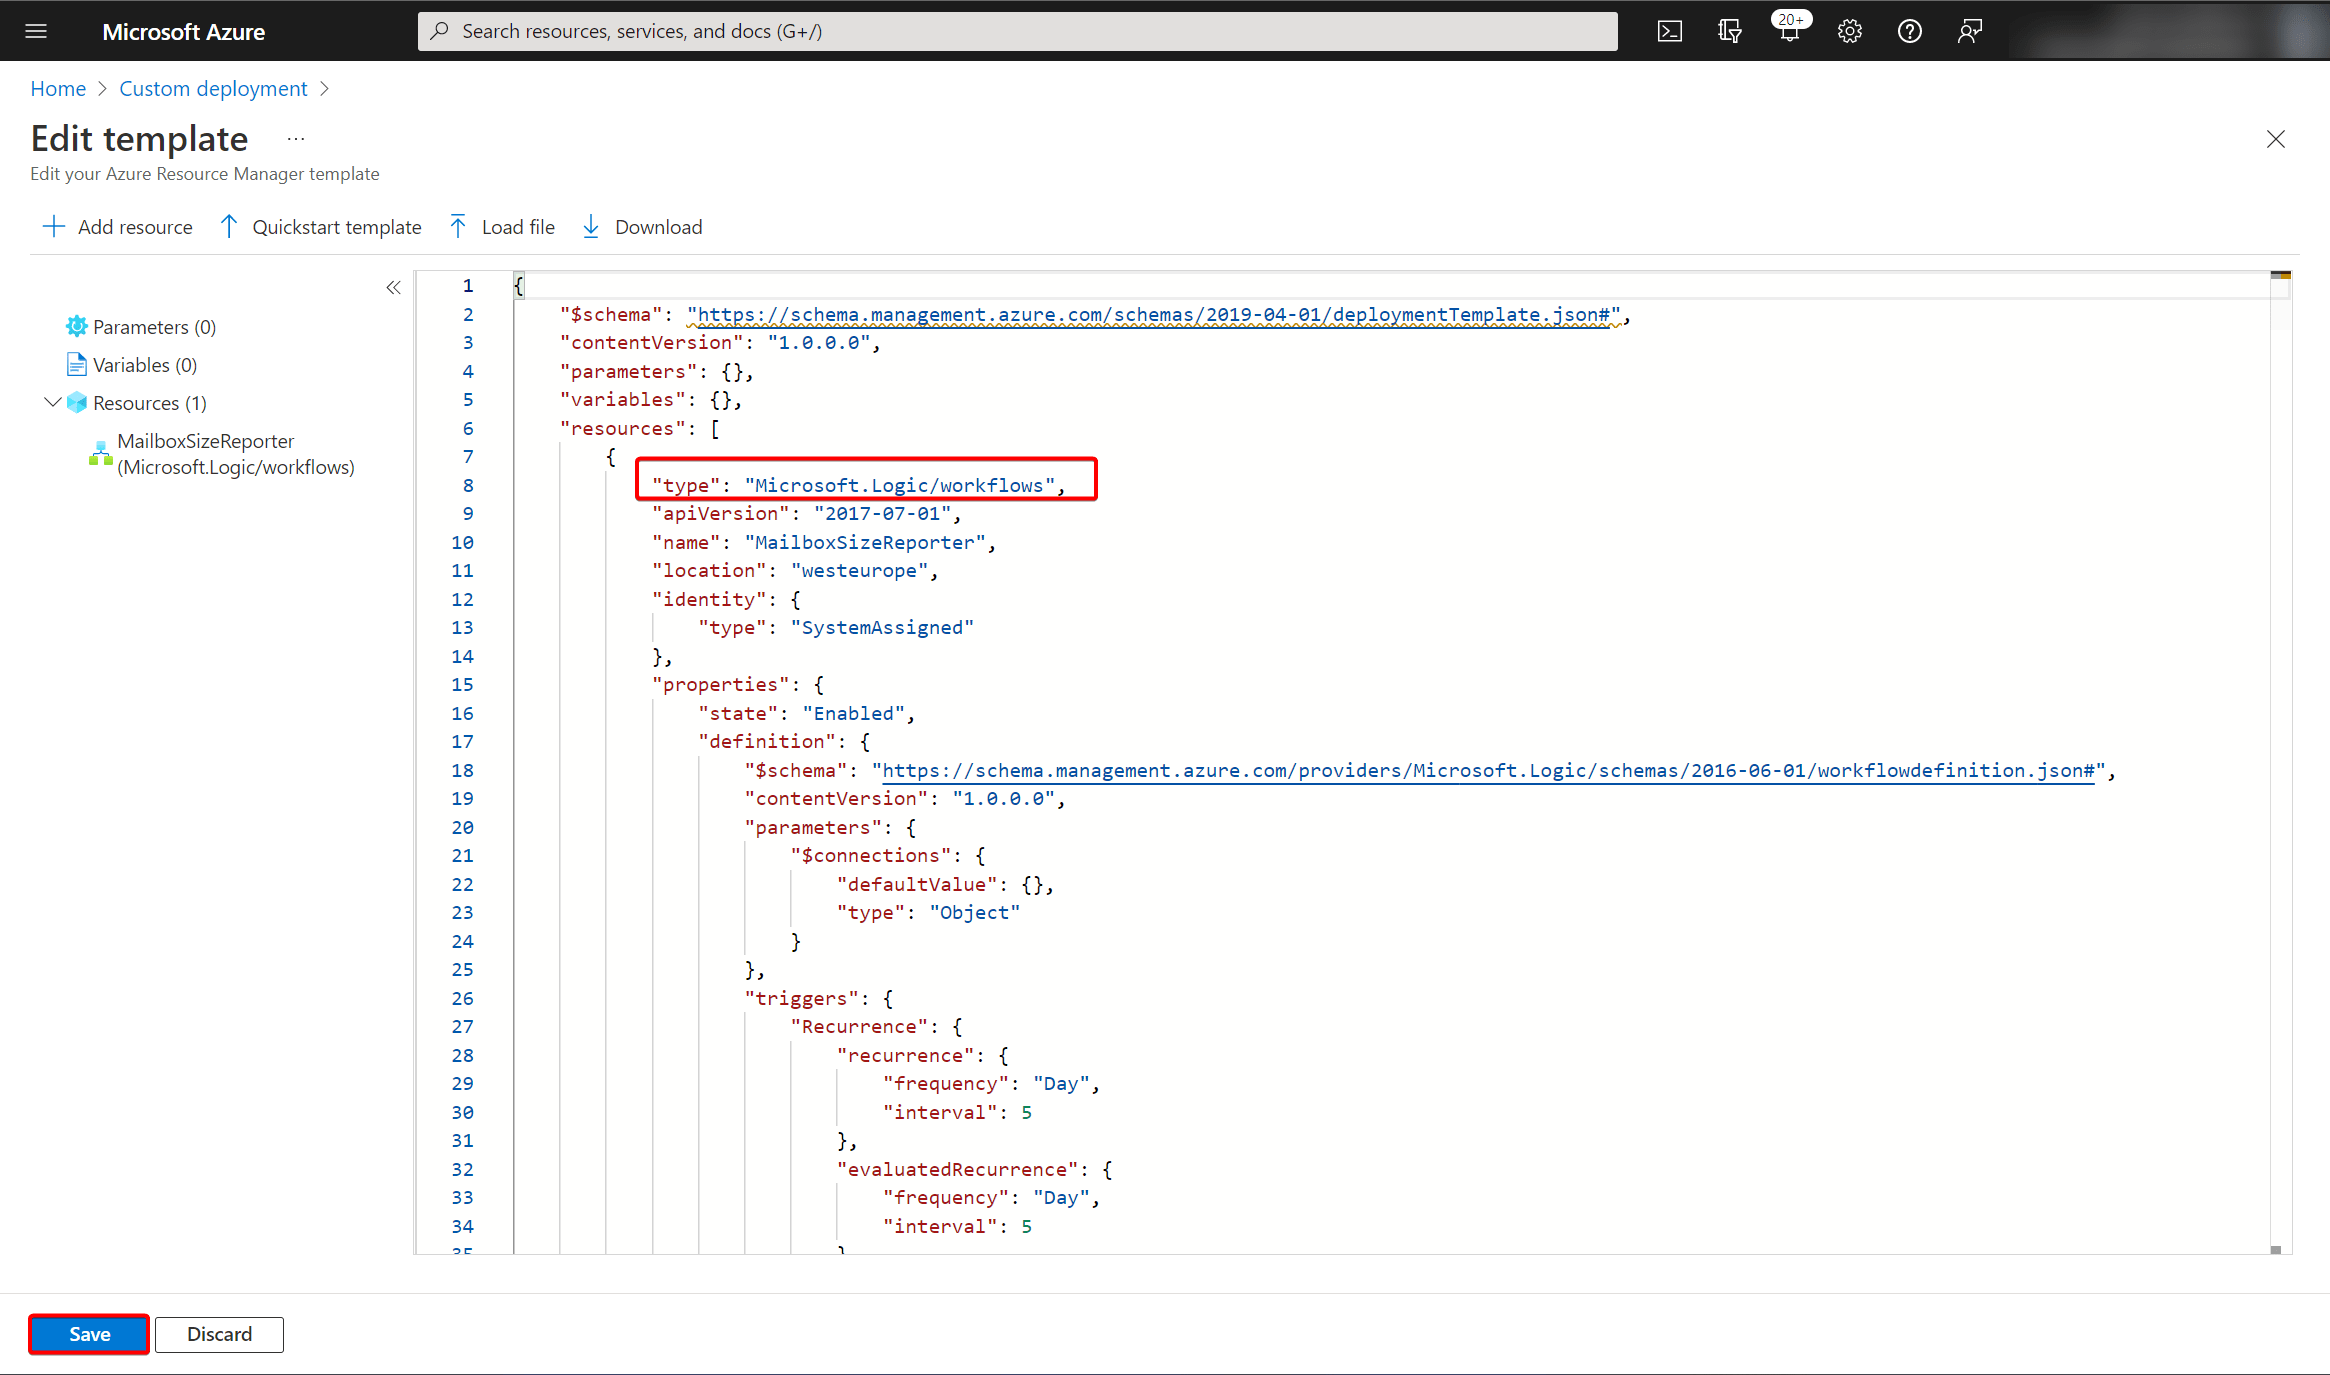 Microsoft Azure
Search resources, services, and docs (G+/)
20+
Home > Custom deployment >
Edit template ...
Edit your Azure Resource Manager template
Add resource Quickstart template Load file Download
Parameters (0)
Variables (0)
Resources (1)
MailboxSizeReporter
(Microsoft.Logic/workflows)
1 {
2 "$schema": "https://schema.management.azure.com/schemas/2019-04-01/deploymentTemplate.json#",
3 "contentVersion": "1.0.0.0",
4 "parameters": {},
5 "variables": {},
6 "resources": [
7 {
8 "type": "Microsoft.Logic/workflows",
9 "apiVersion": "2017-07-01",
10 "name": "MailboxSizeReporter",
11 "location": "westeurope",
12 "identity": {
13 "type": "SystemAssigned"
14 },
15 "properties": {
16 "state": "Enabled",
17 "definition": {
18 "$schema": "https://schema.management.azure.com/providers/Microsoft.Logic/schemas/2016-06-01/workflowdefinition.json#",
19 "contentVersion": "1.0.0.0",
20 "parameters": {
21 "$connections": {
22 "defaultValue": {},
23 "type": "Object"
24 }
25 },
26 "triggers": {
27 "Recurrence": {
28 "recurrence": {
29 "frequency": "Day",
30 "interval": 5
31 },
32 "evaluatedRecurrence": {
33 "frequency": "Day",
34 "interval": 5
35 }
Save Discard